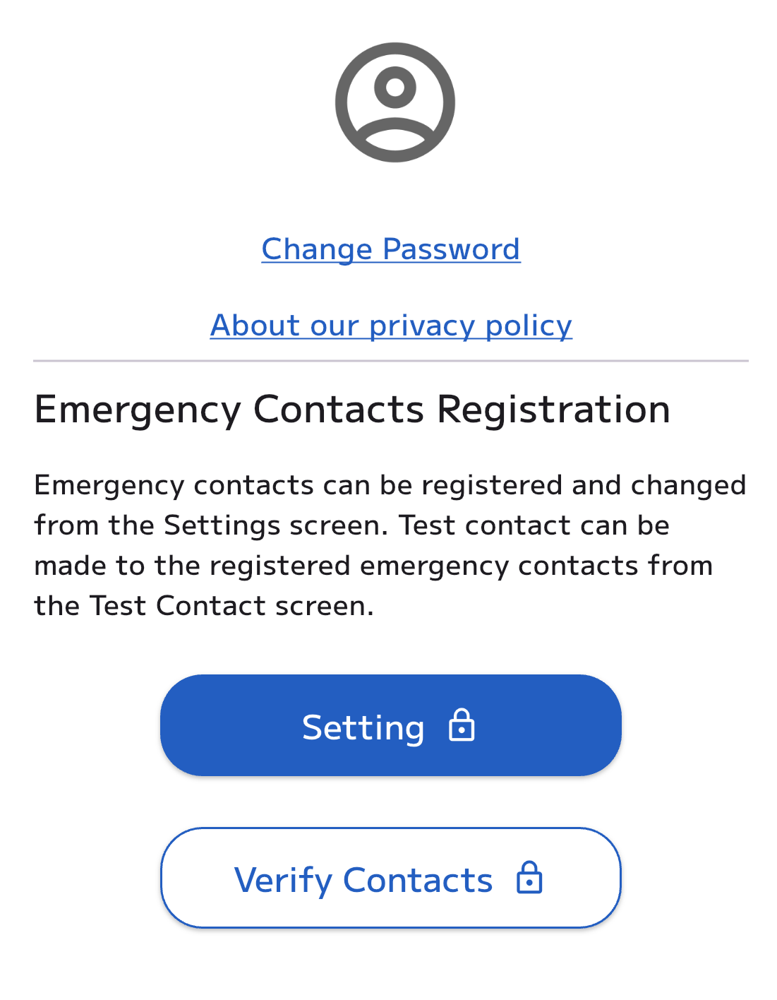 Change Password
About our privacy policy
Emergency Contacts Registration
Emergency contacts can be registered and changed
from the Settings screen. Test contact can be
made to the registered emergency contacts from
the Test Contact screen.
Setting
Verify Contacts